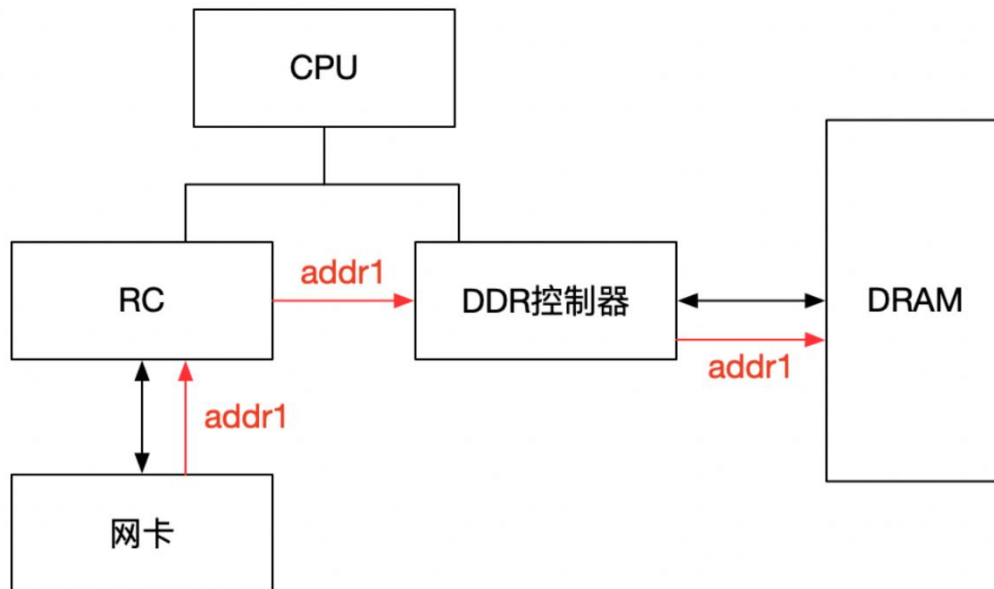 CPU
RC
addr1
DDR控制器
DRAM
addr1
addr1
网卡